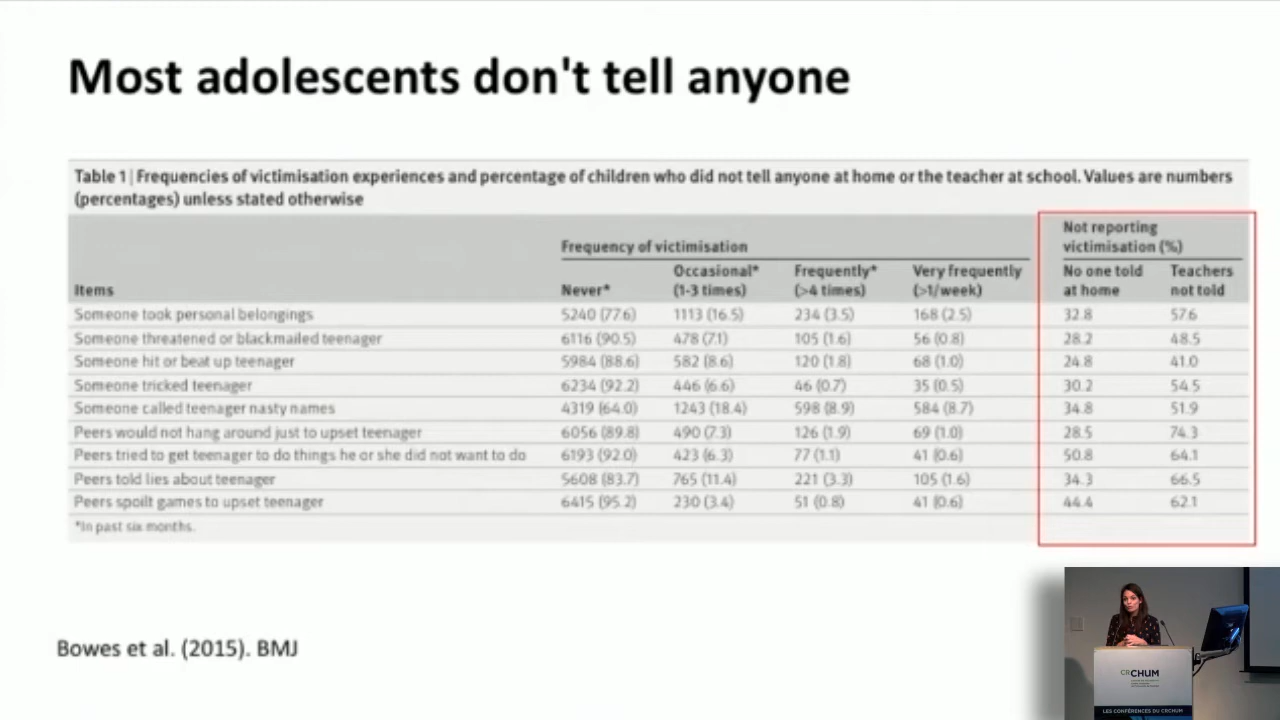 Most adolescents don't tell anyone
Table 1 | Frequencies of victimisation experiences and percentage of children who did not tell anyone at home or the teacher at school. Values are numbers
(percentages) unless stated otherwise
Not reporting
Frequency of victimisation victimisation (%)
Occasional* Frequently* Very frequently No one told Teachers
Items Never* (1-3 times) (>4 times) (>1/week) at home not told
Someone took personal belongings 5240 (77.6) 1113 (16.5) 234 (3.5) 168 (2.5) 32.8 57.6
Someone threatened or blackmailed teenager 6116 (90.5) 478 (7.1) 105 (1.6) 56 (0.8) 28.2 48.5
Someone hit or beat up teenager 5984 (88.6) 582 (8.6) 120 (1.8) 68 (1.0) 24.8 41.0
Someone tricked teenager 6234 (92.2) 446 (6.6) 46 (0.7) 35 (0.5) 30.2 54.5
Someone called teenager nasty names 4319 (64.0) 1243 (18.4) 598 (8.9) 584 (8.7) 34.8 51.9
Peers would not hang around just to upset teenager 6056 (89.8) 490 (7.3) 126 (1.9) 69 (1.0) 28.5 74.3
Peers tried to get teenager to do things he or she did not want to do 6193 (92.0) 423 (6.3) 77 (1.1) 41 (0.6) 50.8 64.1
Peers told lies about teenager 5608 (83.7) 765 (11.4) 221 (3.3) 105 (1.6) 34.3 66.5
Peers spoilt games to upset teenager 6415 (95.2) 230 (3.4) 51 (0.8) 41 (0.6) 44.4 62.1
*In past six months.
Bowes et al. (2015). BMJ
CRCHUM
LES CONFÉRENCES DU CRCHUM